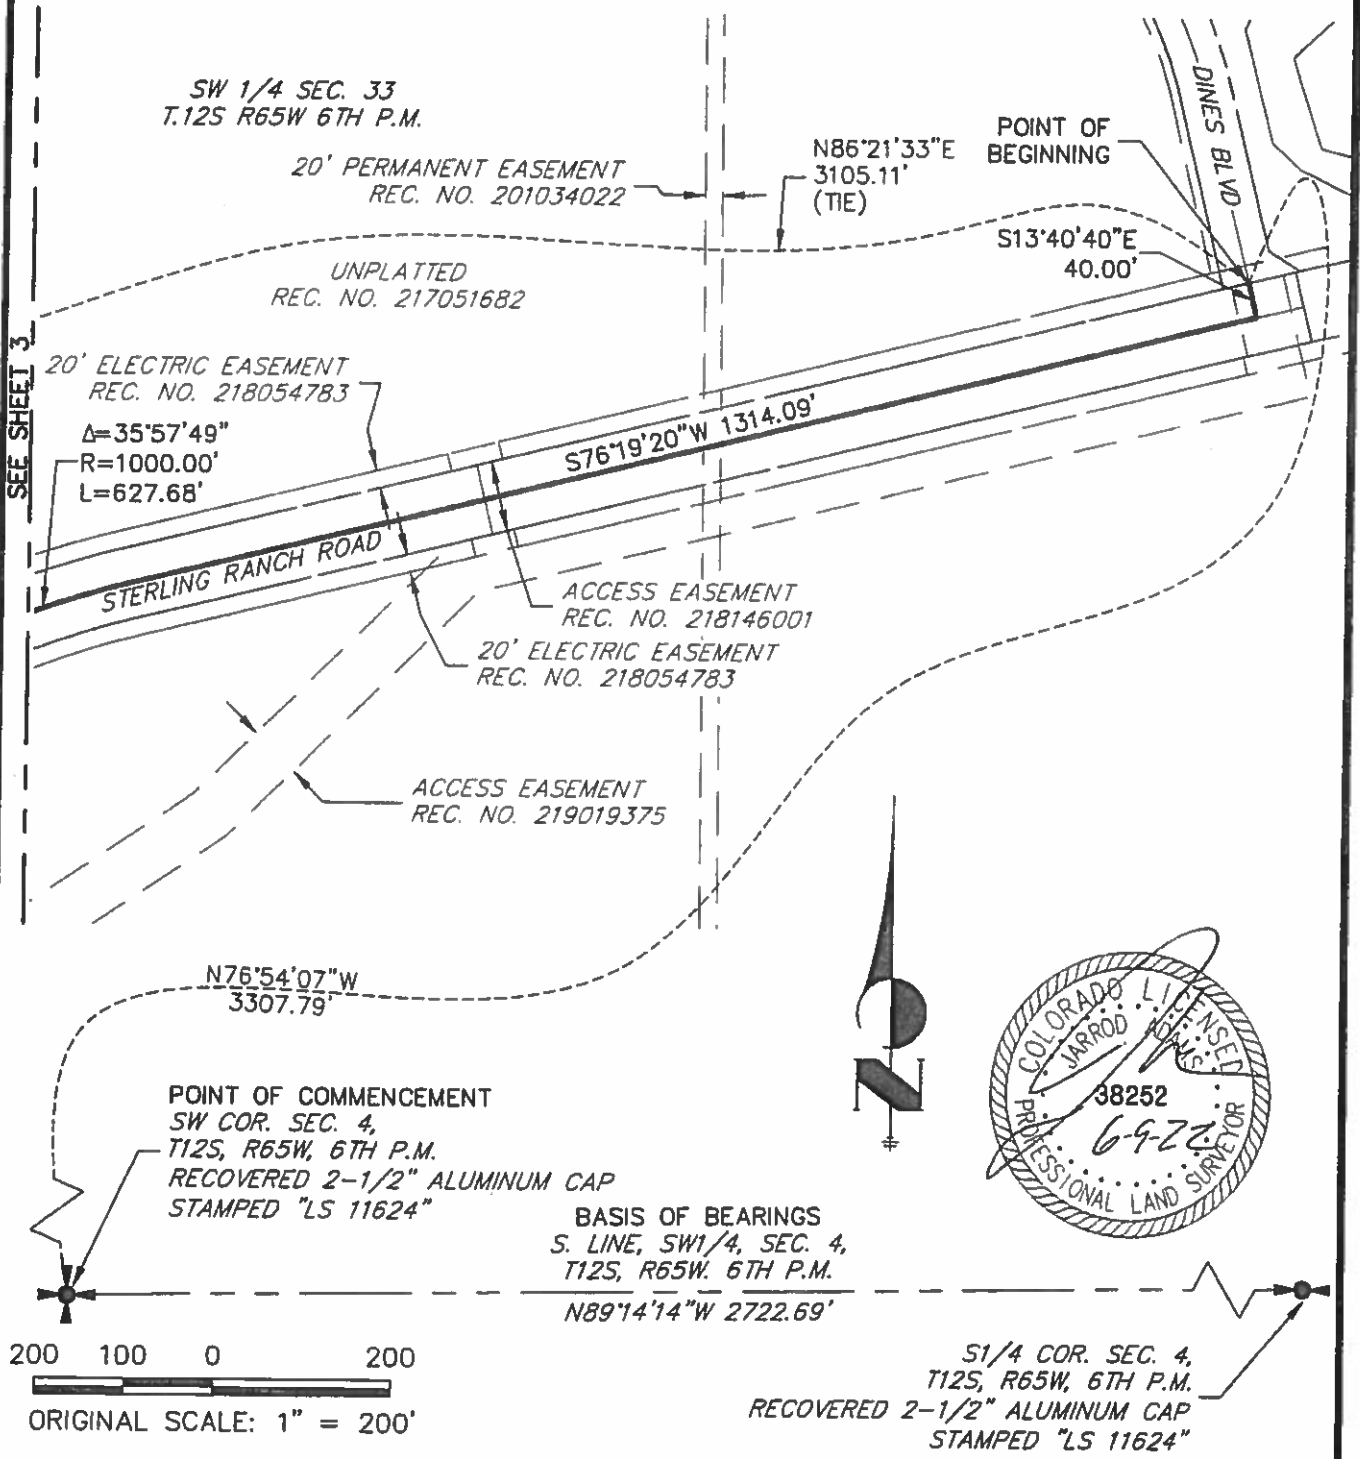 SW 1/4 SEC. 33
T.12S R65W 6TH P.M.
20' PERMANENT EASEMENT
REC. NO. 201034022
N86°21'33"E
3105.11'
(TIE)
POINT OF
BEGINNING
DINES BLVD
S13°40'40"E
40.00'
UNPLATTED
REC. NO. 217051682
SEE SHEET 3
20' ELECTRIC EASEMENT
REC. NO. 218054783
Δ=35°57'49"
R=1000.00'
L=627.68'
S76°19'20"W 1314.09'
STERLING RANCH ROAD
ACCESS EASEMENT
REC. NO. 218146001
20' ELECTRIC EASEMENT
REC. NO. 218054783
ACCESS EASEMENT
REC. NO. 219019375
N76°54'07"W
3307.79'
N
COLORADO LICENSED
JARROD ADAMS
38252
6-9-22
PROFESSIONAL LAND SURVEYOR
POINT OF COMMENCEMENT
SW COR. SEC. 4,
T12S, R65W, 6TH P.M.
RECOVERED 2-1/2" ALUMINUM CAP
STAMPED "LS 11624"
BASIS OF BEARINGS
S. LINE, SW1/4, SEC. 4,
T12S, R65W. 6TH P.M.
N89°14'14"W 2722.69'
200 100 0 200
ORIGINAL SCALE: 1" = 200'
S1/4 COR. SEC. 4,
T12S, R65W, 6TH P.M.
RECOVERED 2-1/2" ALUMINUM CAP
STAMPED "LS 11624"